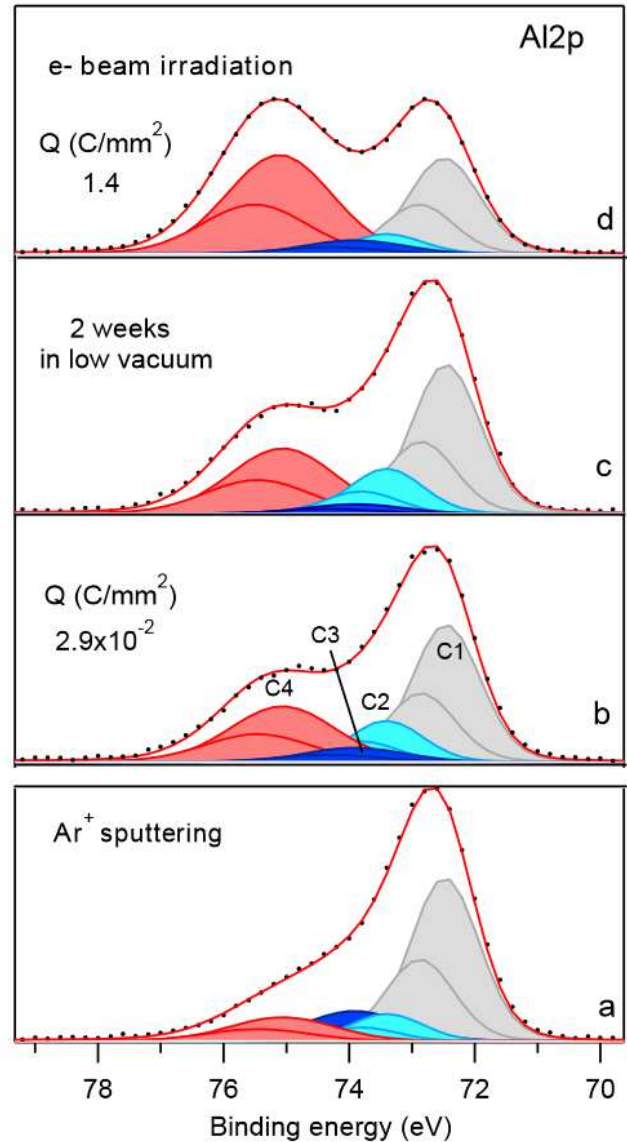 Al2p
e- beam irradiation
Q (C/mm²)
1.4
d
2 weeks
in low vacuum
c
Q (C/mm²)
2.9x10⁻²
C3
C1
C4
C2
b
Ar⁺ sputtering
a
78 76 74 72 70
Binding energy (eV)